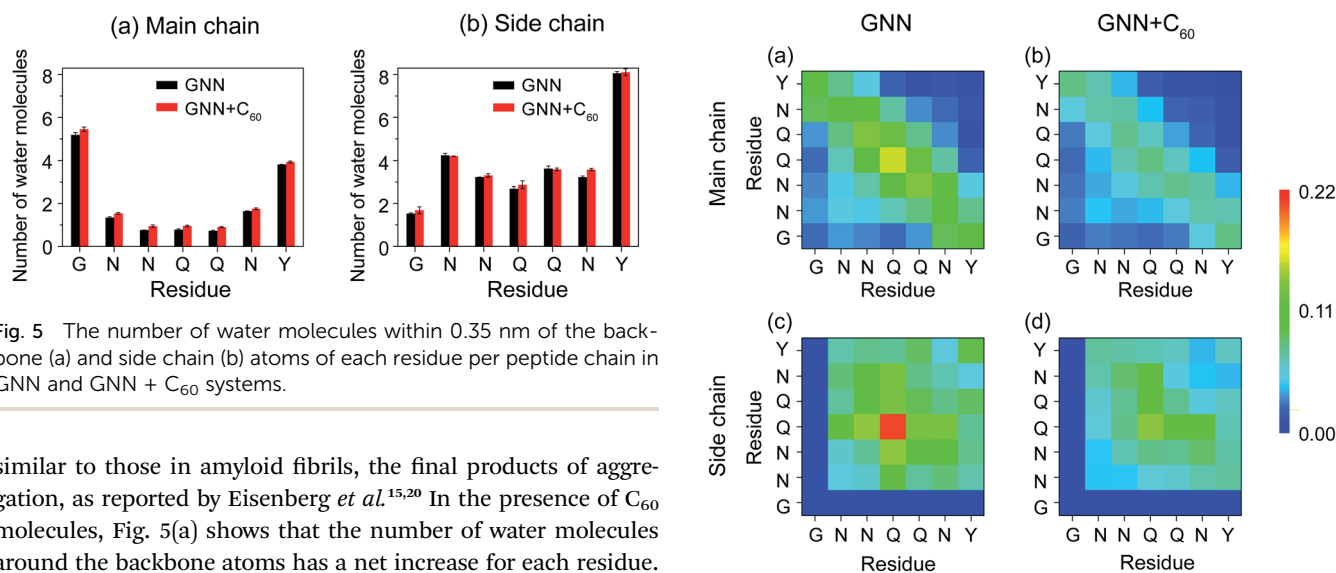 (a) Main chain
Number of water molecules
8
6
4
2
0
GNN
GNN+C₆₀
G N N Q Q N Y
Residue
(b) Side chain
Number of water molecules
8
6
4
2
0
GNN
GNN+C₆₀
G N N Q Q N Y
Residue
Fig. 5 The number of water molecules within 0.35 nm of the back-
bone (a) and side chain (b) atoms of each residue per peptide chain in
GNN and GNN + C₆₀ systems.
similar to those in amyloid fibrils, the final products of aggre-
gation, as reported by Eisenberg et al.¹⁵,²⁰ In the presence of C₆₀
molecules, Fig. 5(a) shows that the number of water molecules
around the backbone atoms has a net increase for each residue.
GNN
GNN+C₆₀
Main chain
(a)
Residue
Y
N
Q
Q
N
N
G
G N N Q Q N Y
Residue
(b)
Y
N
Q
Q
N
N
G
G N N Q Q N Y
Residue
Side chain
(c)
Residue
Y
N
Q
Q
N
N
G
G N N Q Q N Y
Residue
(d)
Y
N
Q
Q
N
N
G
G N N Q Q N Y
Residue
0.22
0.11
0.00